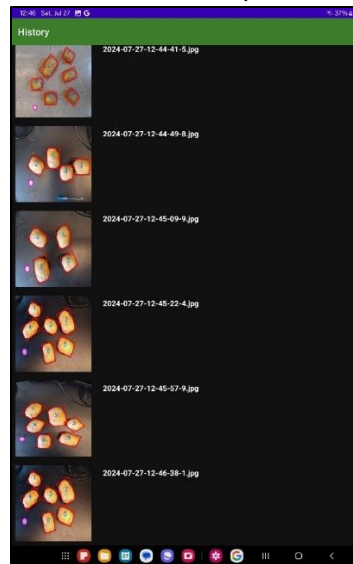 12:46 Sat, Jul 27 G 37%
History
2024-07-27-12-44-41-5.jpg
2024-07-27-12-44-49-8.jpg
2024-07-27-12-45-09-9.jpg
2024-07-27-12-45-22-4.jpg
2024-07-27-12-45-57-9.jpg
2024-07-27-12-46-38-1.jpg